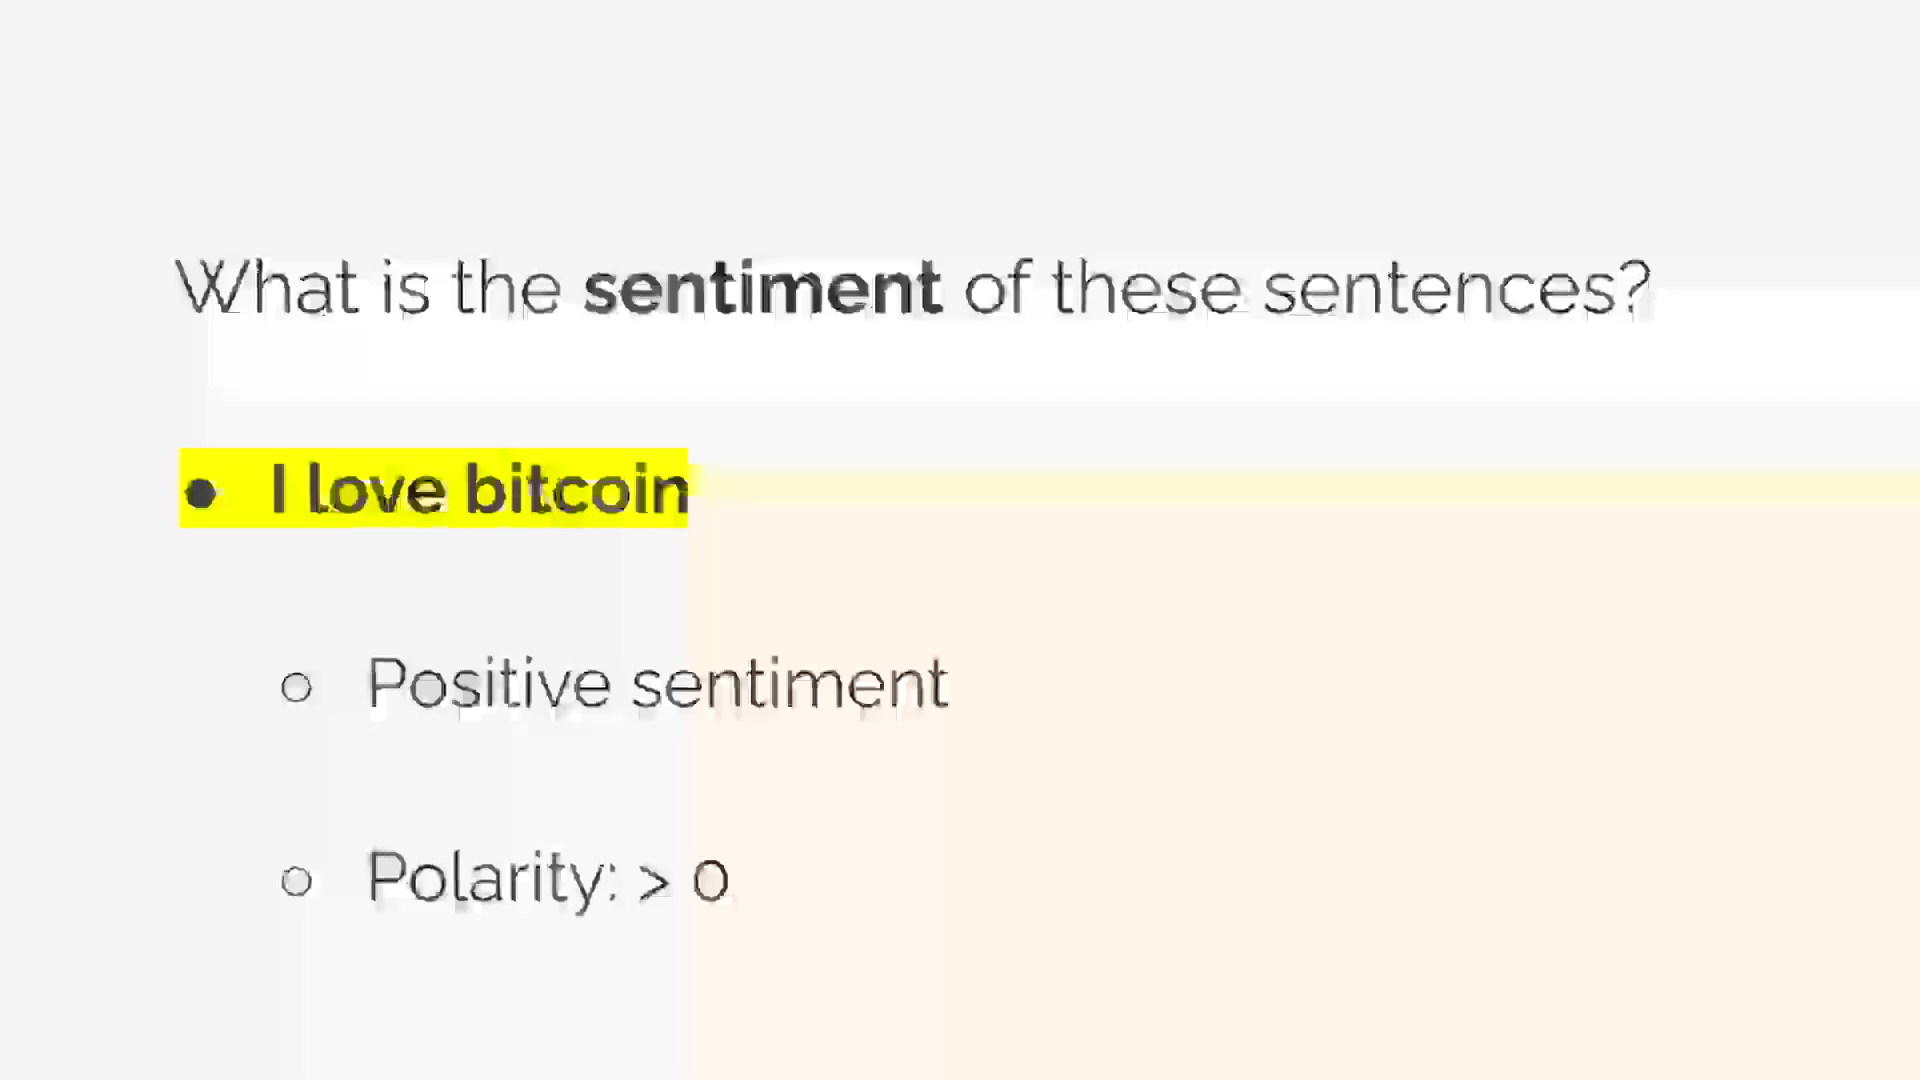 What is the sentiment of these sentences?
● I love bitcoin
○ Positive sentiment
○ Polarity: > 0